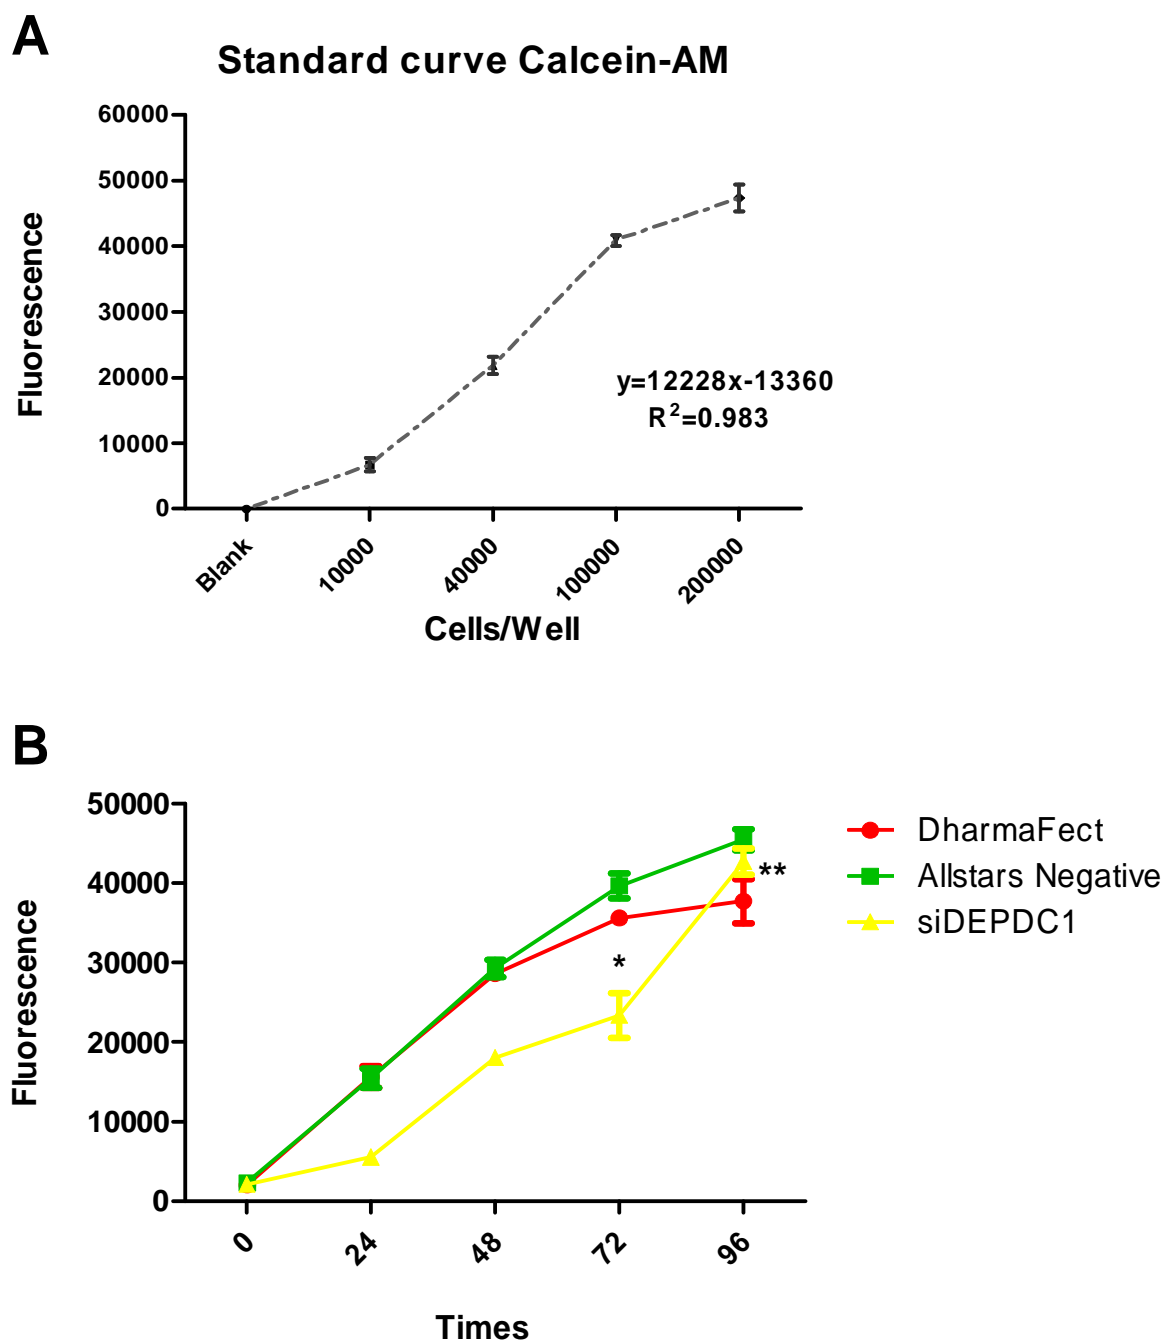 A
Standard curve Calcein-AM
60000
50000
40000
30000
20000
10000
0
Fluorescence
y=12228x-13360
R²=0.983
Blank
10000
40000
100000
200000
Cells/Well
B
50000
40000
30000
20000
10000
0
Fluorescence
*
**
DharmaFect
Allstars Negative
siDEPDC1
0
24
48
72
96
Times